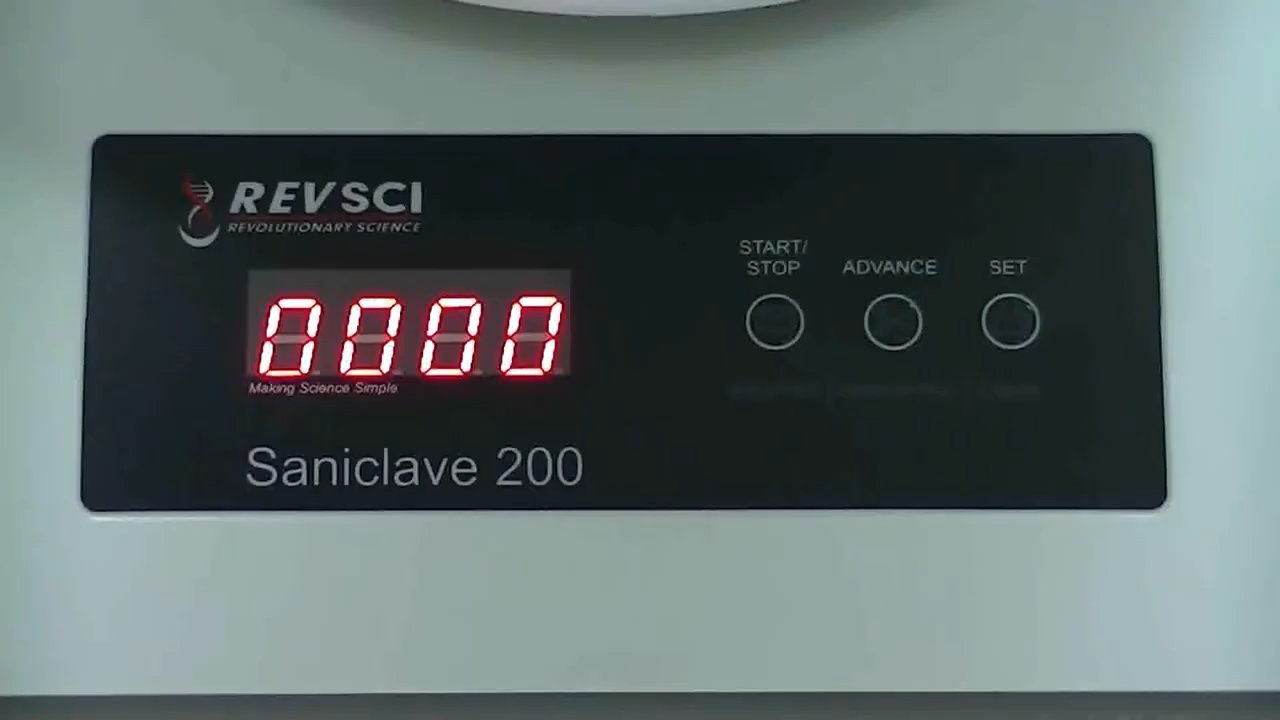 REVSCI
REVOLUTIONARY SCIENCE
0000
Making Science Simple
Saniclave 200
START/
STOP
ADVANCE
SET